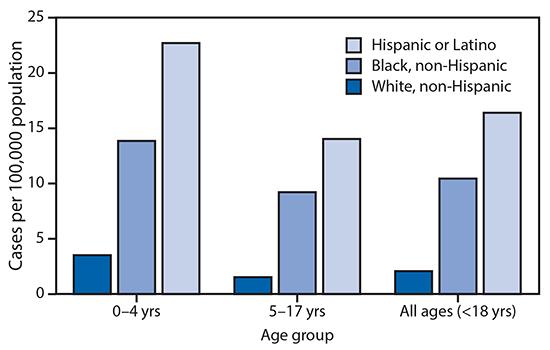 25
20
15
10
5
0
Cases per 100,000 population
Hispanic or Latino
Black, non-Hispanic
White, non-Hispanic
0–4 yrs
5–17 yrs
All ages (<18 yrs)
Age group